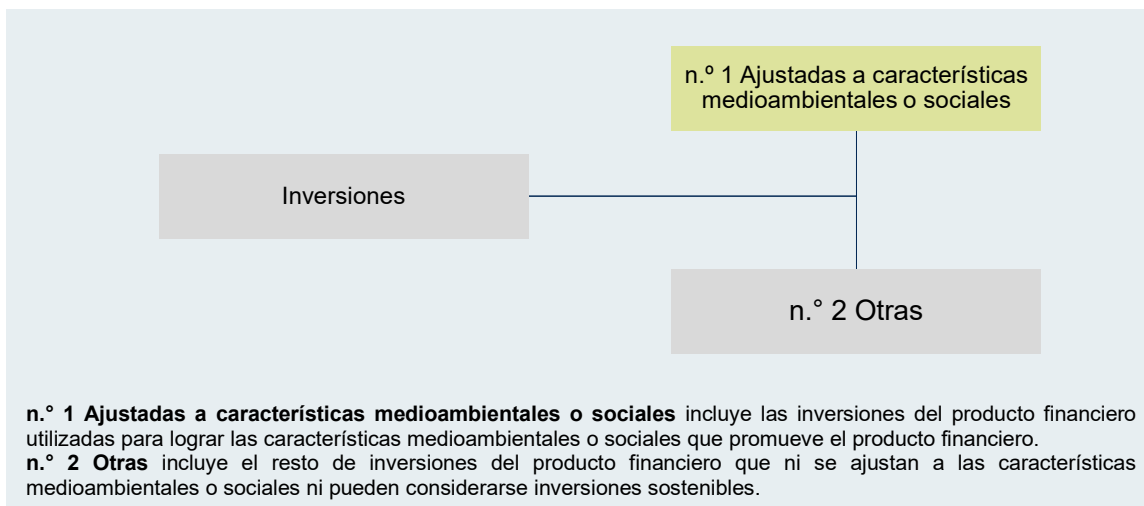 n.º 1 Ajustadas a características
medioambientales o sociales
Inversiones
n.° 2 Otras
n.° 1 Ajustadas a características medioambientales o sociales incluye las inversiones del producto financiero
utilizadas para lograr las características medioambientales o sociales que promueve el producto financiero.
n.° 2 Otras incluye el resto de inversiones del producto financiero que ni se ajustan a las características
medioambientales o sociales ni pueden considerarse inversiones sostenibles.